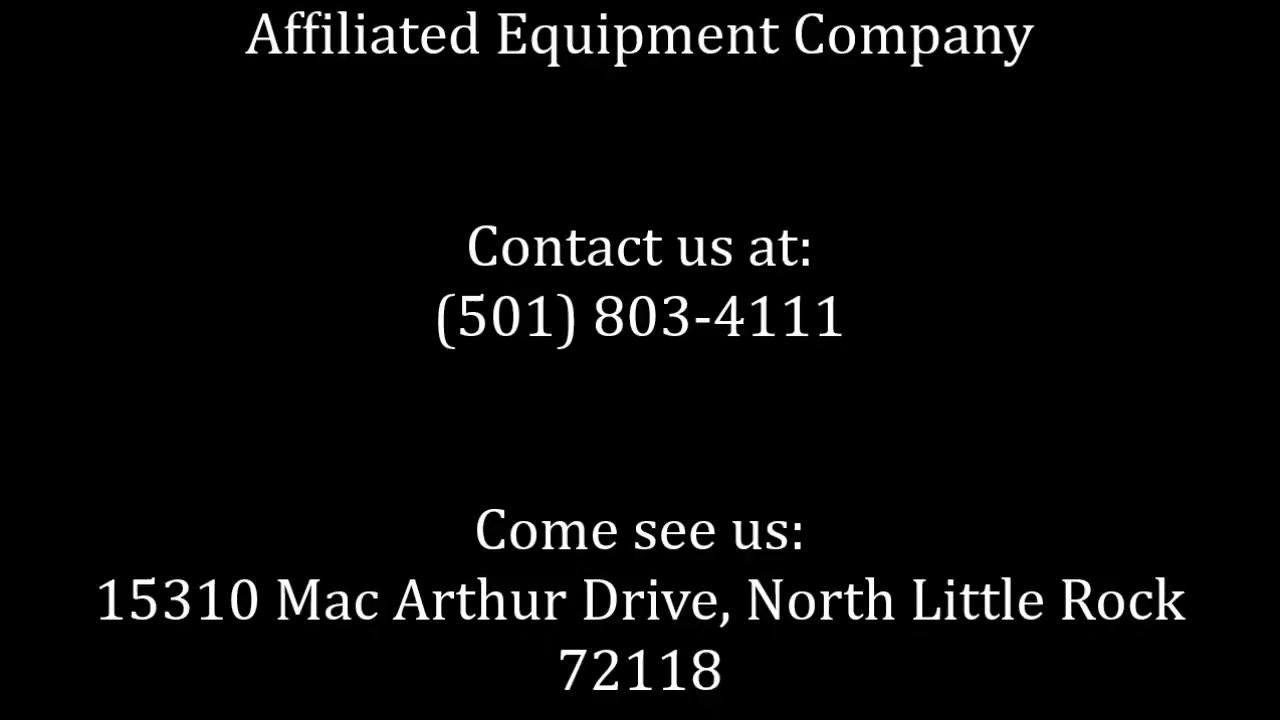 Affiliated Equipment Company
Contact us at:
(501) 803-4111
Come see us:
15310 Mac Arthur Drive, North Little Rock
72118